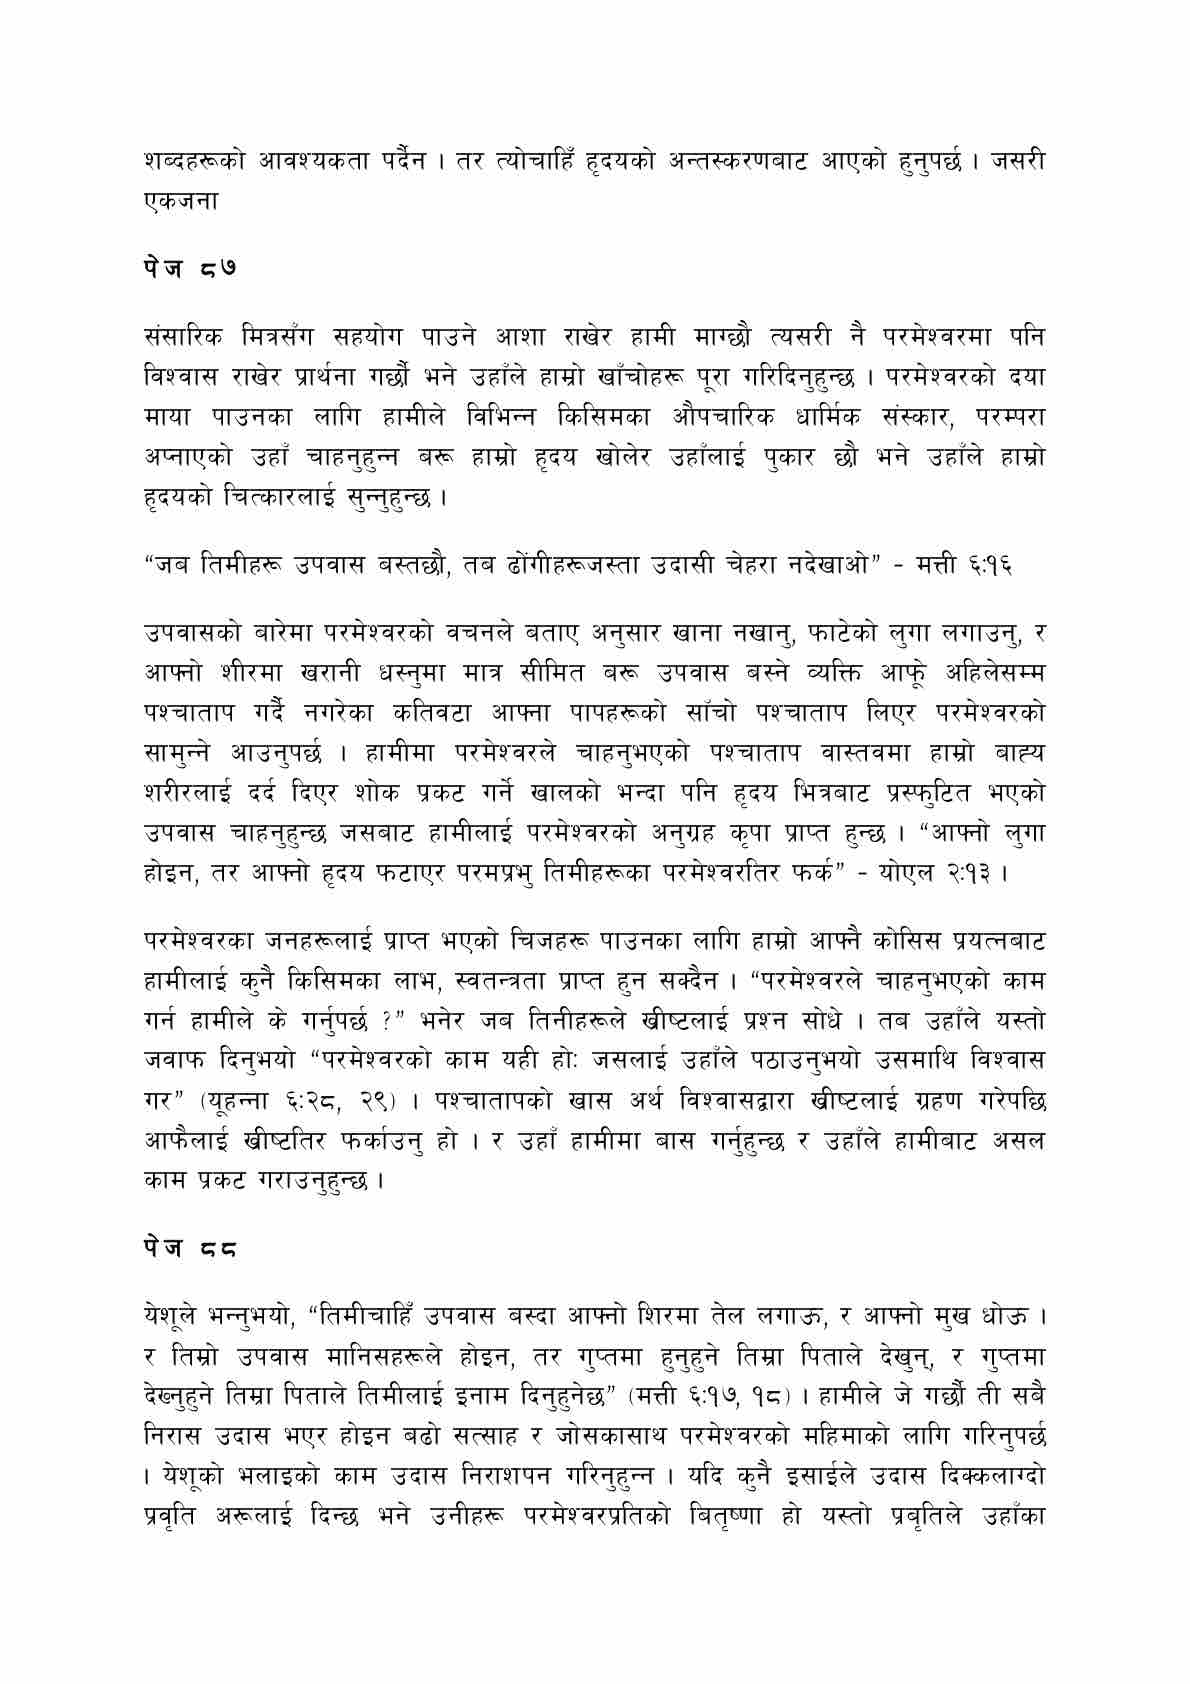 शब्दहरूको आवश्यकता पर्दैन । तर त्योचाहिँ हृदयको अन्तस्करणबाट आएको हुनुपर्छ । जसरी
एकजना
पेज ८७
संसारिक मित्रसँग सहयोग पाउने आशा राखेर हामी माग्छौ त्यसरी नै परमेश्वरमा पनि
विश्वास राखेर प्रार्थना गर्छौं भने उहाँले हाम्रो खाँचोहरू पूरा गरिदिनुहुन्छ । परमेश्वरको दया
माया पाउनका लागि हामीले विभिन्न किसिमका औपचारिक धार्मिक संस्कार, परम्परा
अप्नाएको उहाँ चाहनुहुन्न बरू हाम्रो हृदय खोलेर उहाँलाई पुकार छौ भने उहाँले हाम्रो
हृदयको चित्कारलाई सुन्नुहुन्छ ।
“जब तिमीहरू उपवास बस्तछौ, तब ढोंगीहरूजस्ता उदासी चेहरा नदेखाओ” - मत्ती ६:१६
उपवासको बारेमा परमेश्वरको वचनले बताए अनुसार खाना नखानु, फाटेको लुगा लगाउनु, र
आफ्नो शीरमा खरानी धस्नुमा मात्र सीमित बरू उपवास बस्ने व्यक्ति आफू अहिलेसम्म
पश्चाताप गर्दै नगरेका कतिवटा आफ्ना पापहरूको साँचो पश्चाताप लिएर परमेश्वरको
सामुन्ने आउनुपर्छ । हामीमा परमेश्वरले चाहनुभएको पश्चाताप वास्तवमा हाम्रो बाह्य
शरीरलाई दर्द दिएर शोक प्रकट गर्ने खालको भन्दा पनि हृदय भित्रबाट प्रस्फुटित भएको
उपवास चाहनुहुन्छ जसबाट हामीलाई परमेश्वरको अनुग्रह कृपा प्राप्त हुन्छ । “आफ्नो लुगा
होइन, तर आफ्नो हृदय फटाएर परमप्रभु तिमीहरूका परमेश्वरतिर फर्क” - योएल २:१३ ।
परमेश्वरका जनहरूलाई प्राप्त भएको चिजहरू पाउनका लागि हाम्रो आफ्नै कोसिस प्रयत्नबाट
हामीलाई कुनै किसिमका लाभ, स्वतन्त्रता प्राप्त हुन सक्दैन । “परमेश्वरले चाहनुभएको काम
गर्न हामीले के गर्नुपर्छ ?” भनेर जब तिनीहरूले ख्रीष्टलाई प्रश्न सोधे । तब उहाँले यस्तो
जवाफ दिनुभयो “परमेश्वरको काम यही हो: जसलाई उहाँले पठाउनुभयो उसमाथि विश्वास
गर” (यूहन्ना ६:२८, २९) । पश्चातापको खास अर्थ विश्वासद्वारा ख्रीष्टलाई ग्रहण गरेपछि
आफैलाई ख्रीष्टतिर फर्काउनु हो । र उहाँ हामीमा बास गर्नुहुन्छ र उहाँले हामीबाट असल
काम प्रकट गराउनुहुन्छ ।
पेज ८८
येशूले भन्नुभयो, “तिमीचाहिँ उपवास बस्दा आफ्नो शिरमा तेल लगाऊ, र आफ्नो मुख धोऊ ।
र तिम्रो उपवास मानिसहरूले होइन, तर गुप्तमा हुनुहुने तिम्रा पिताले देखुन्, र गुप्तमा
देख्नुहुने तिम्रा पिताले तिमीलाई इनाम दिनुहुनेछ” (मत्ती ६:१७, १८) । हामीले जे गर्छौं ती सबै
निरास उदास भएर होइन बढो सत्साह र जोसकासाथ परमेश्वरको महिमाको लागि गरिनुपर्छ
। येशूको भलाइको काम उदास निराशपन गरिनुहुन्न । यदि कुनै इसाईले उदास दिक्कलाग्दो
प्रवृति अरूलाई दिन्छ भने उनीहरू परमेश्वरप्रतिको बितृष्णा हो यस्तो प्रबृतिले उहाँका